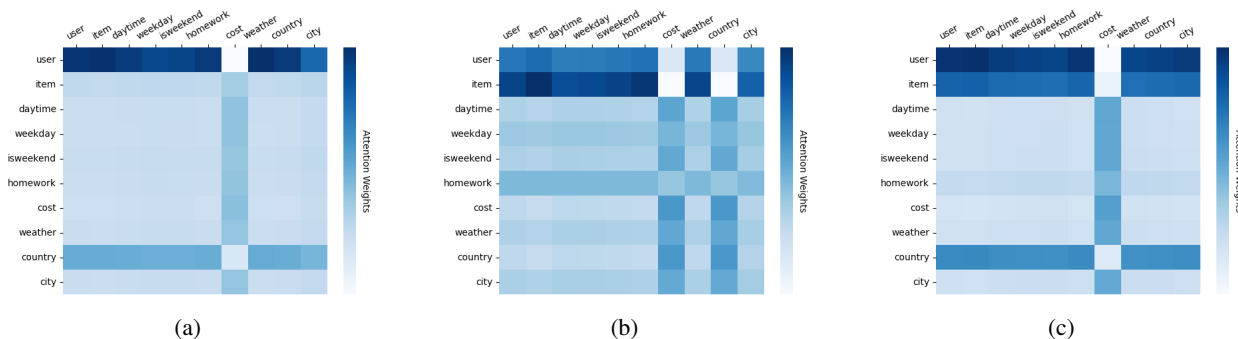 user item daytime weekday isweekend homework cost weather country city
user
item
daytime
weekday
isweekend
homework
cost
weather
country
city
Attention Weights
(a)
user item daytime weekday isweekend homework cost weather country city
user
item
daytime
weekday
isweekend
homework
cost
weather
country
city
Attention Weights
(b)
user item daytime weekday isweekend homework cost weather country city
user
item
daytime
weekday
isweekend
homework
cost
weather
country
city
Attention Weights
(c)